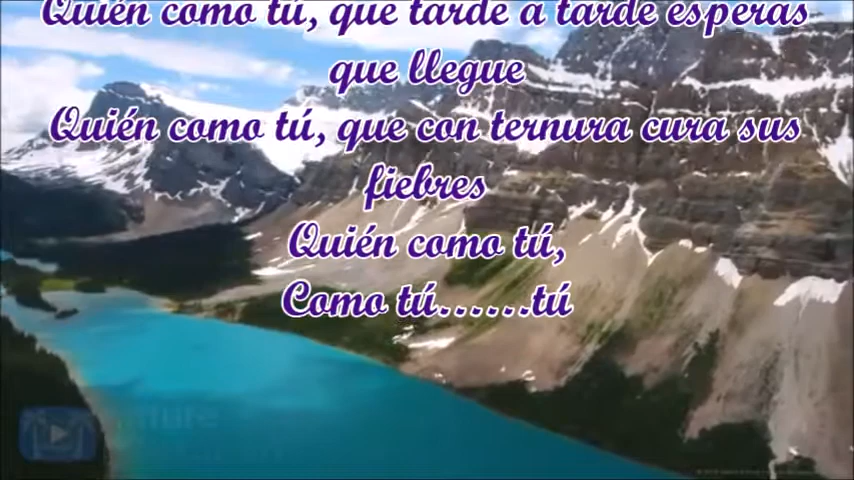 Quién como tú, que tarde a tarde esperas
que llegue
Quién como tú, que con ternura cura sus
fiebres
Quién como tú,
Como tú......tú